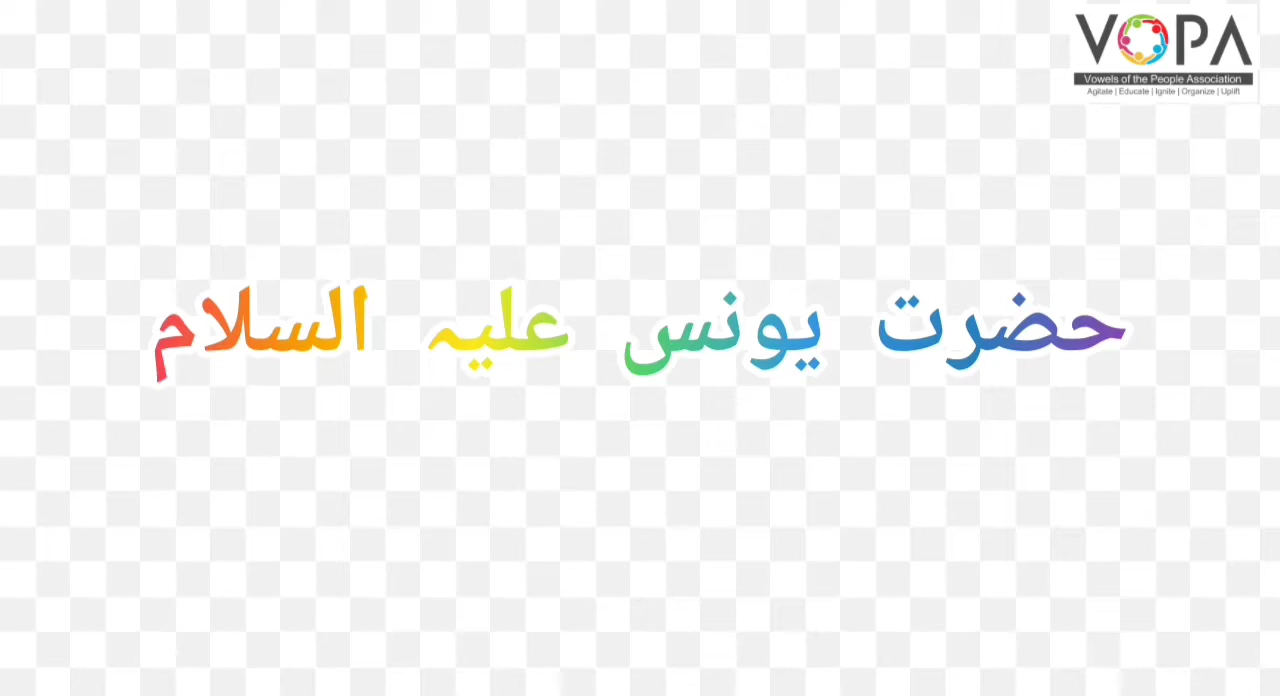 VOPA
Vowels of the People Association
Agitate | Educate | Ignite | Organize | Uplift
حضرت یونس علیہ السلام